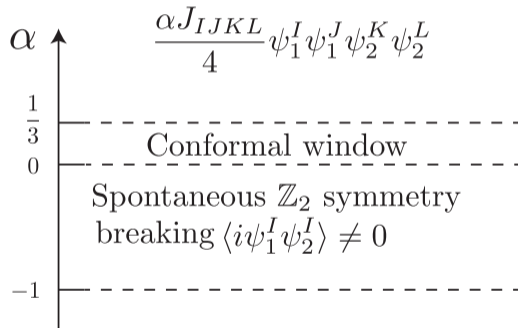 α
αJ_{IJKL}/4 ψ_1^I ψ_1^J ψ_2^K ψ_2^L
1/3
Conformal window
0
Spontaneous ℤ_2 symmetry
breaking ⟨iψ_1^I ψ_2^I⟩ ≠ 0
−1